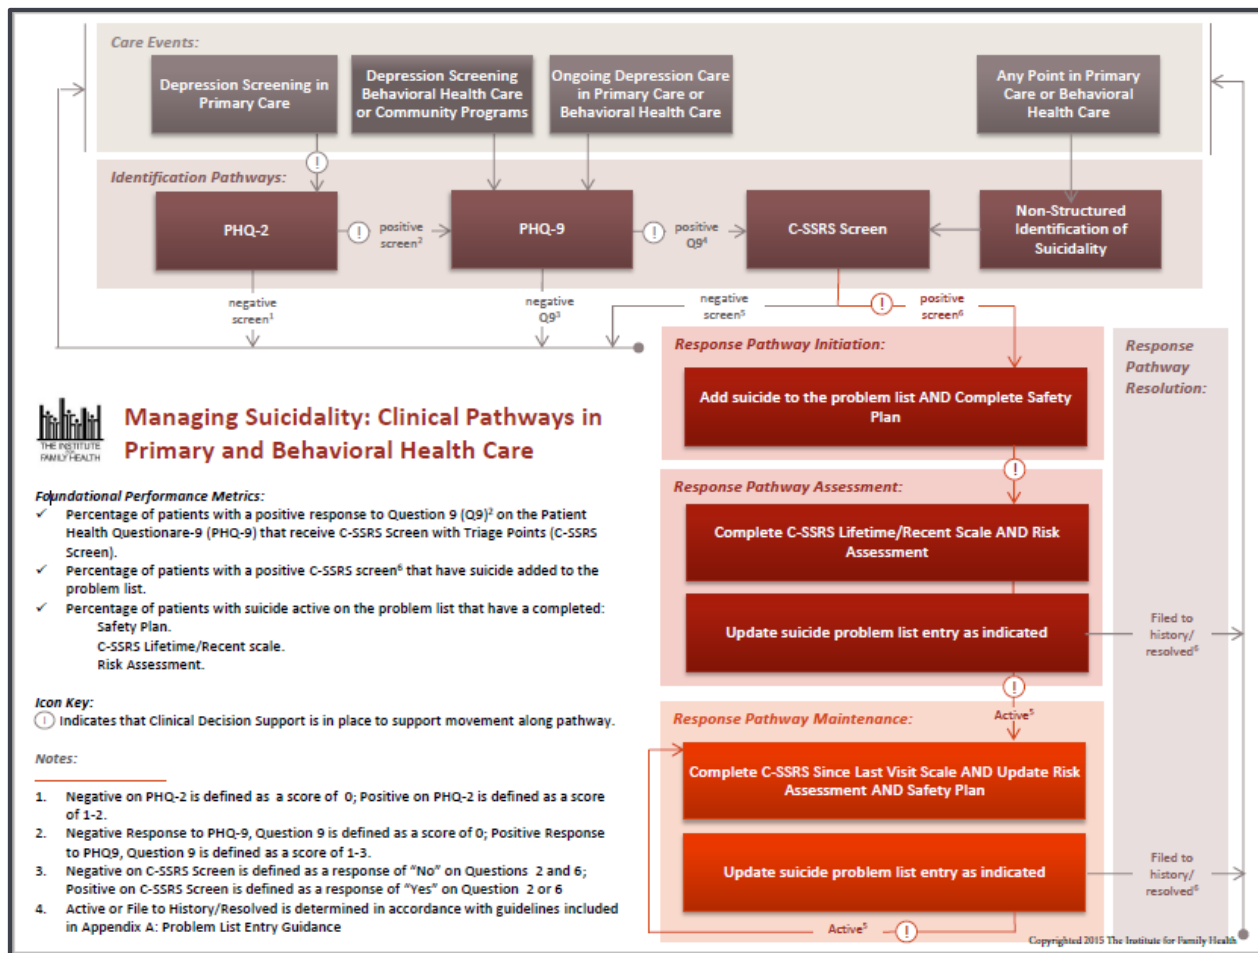 Care Events:
Depression Screening in
Primary Care
Depression Screening
Behavioral Health Care
or Community Programs
Ongoing Depression Care
in Primary Care or
Behavioral Health Care
Any Point in Primary
Care or Behavioral
Health Care
!
Identification Pathways:
PHQ-2
!
positive
screen²
PHQ-9
!
positive
Q9⁴
C-SSRS Screen
Non-Structured
Identification of
Suicidality
negative
screen¹
negative
Q9³
negative
screen⁵
!
positive
screen⁶
Response Pathway Initiation:
Add suicide to the problem list AND Complete Safety
Plan
!
Response Pathway Assessment:
Complete C-SSRS Lifetime/Recent Scale AND Risk
Assessment
Update suicide problem list entry as indicated
!
Active⁵
Response Pathway Maintenance:
Complete C-SSRS Since Last Visit Scale AND Update Risk
Assessment AND Safety Plan
Update suicide problem list entry as indicated
Active⁵
!
Response
Pathway
Resolution:
Filed to
history/
resolved⁶
Filed to
history/
resolved⁶
THE INSTITUTE
FOR
FAMILY HEALTH
Managing Suicidality: Clinical Pathways in
Primary and Behavioral Health Care
Foundational Performance Metrics:
✓ Percentage of patients with a positive response to Question 9 (Q9)² on the Patient
Health Questionare-9 (PHQ-9) that receive C-SSRS Screen with Triage Points (C-SSRS
Screen).
✓ Percentage of patients with a positive C-SSRS screen⁶ that have suicide added to the
problem list.
✓ Percentage of patients with suicide active on the problem list that have a completed:
Safety Plan.
C-SSRS Lifetime/Recent scale.
Risk Assessment.
Icon Key:
! Indicates that Clinical Decision Support is in place to support movement along pathway.
Notes:
1. Negative on PHQ-2 is defined as a score of 0; Positive on PHQ-2 is defined as a score
of 1-2.
2. Negative Response to PHQ-9, Question 9 is defined as a score of 0; Positive Response
to PHQ9, Question 9 is defined as a score of 1-3.
3. Negative on C-SSRS Screen is defined as a response of "No" on Questions 2 and 6;
Positive on C-SSRS Screen is defined as a response of "Yes" on Question 2 or 6
4. Active or File to History/Resolved is determined in accordance with guidelines included
in Appendix A: Problem List Entry Guidance
Copyrighted 2015 The Institute for Family Health